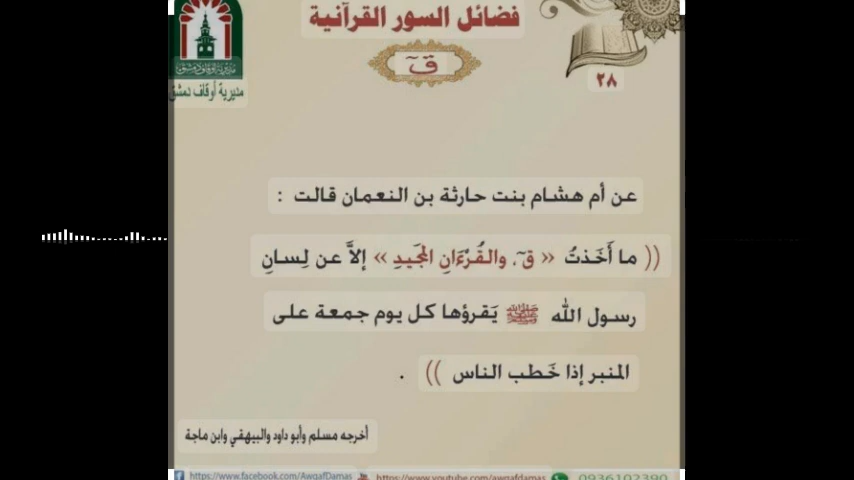 فضائل السور القرآنية
قٓ
٢٨
مديرية أوقاف دمشق
عن أم هشام بنت حارثة بن النعمان قالت :
(( ما أَخَذتُ « قٓ، والقُرْءَانِ المجَيدِ » إلاَّ عن لِسانِ
رسول الله ﷺ يَقرؤها كل يوم جمعة على
المنبر إذا خَطب الناس )) .
أخرجه مسلم وأبو داود والبيهقي وابن ماجة
https://www.facebook.com/AwqafDamas https://www.youtube.com/awqafdamas 0936102390